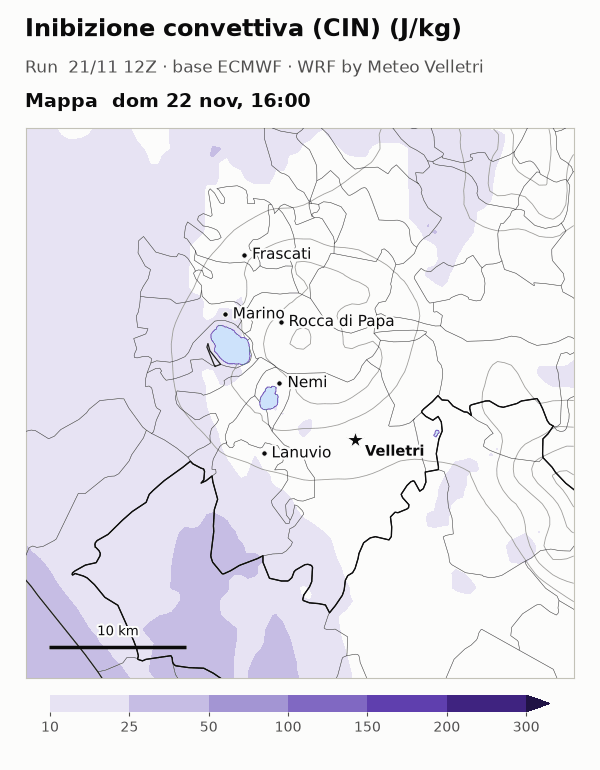 Inibizione convettiva (CIN) (J/kg)
Run  21/11 12Z · base ECMWF · WRF by Meteo Velletri
Mappa  dom 22 nov, 16:00
Frascati
Marino
Rocca di Papa
Nemi
Velletri
Lanuvio
10 km
10 25 50 100 150 200 300